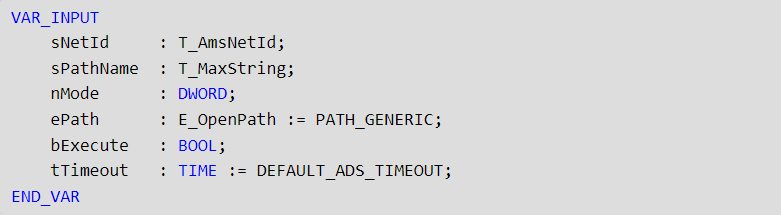 VAR_INPUT
    sNetId     : T_AmsNetId;
    sPathName  : T_MaxString;
    nMode      : DWORD;
    ePath      : E_OpenPath := PATH_GENERIC;
    bExecute   : BOOL;
    tTimeout   : TIME := DEFAULT_ADS_TIMEOUT;
END_VAR